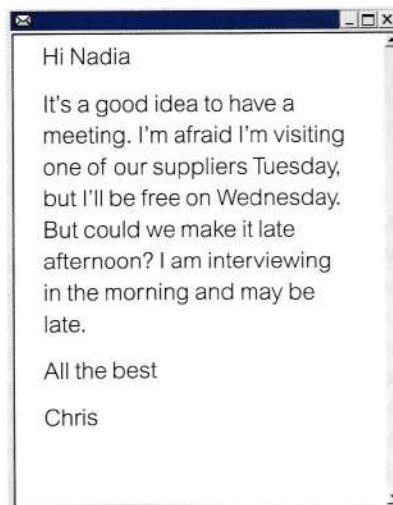 Hi Nadia
It's a good idea to have a
meeting. I'm afraid I'm visiting
one of our suppliers Tuesday,
but I'll be free on Wednesday.
But could we make it late
afternoon? I am interviewing
in the morning and may be
late.
All the best
Chris